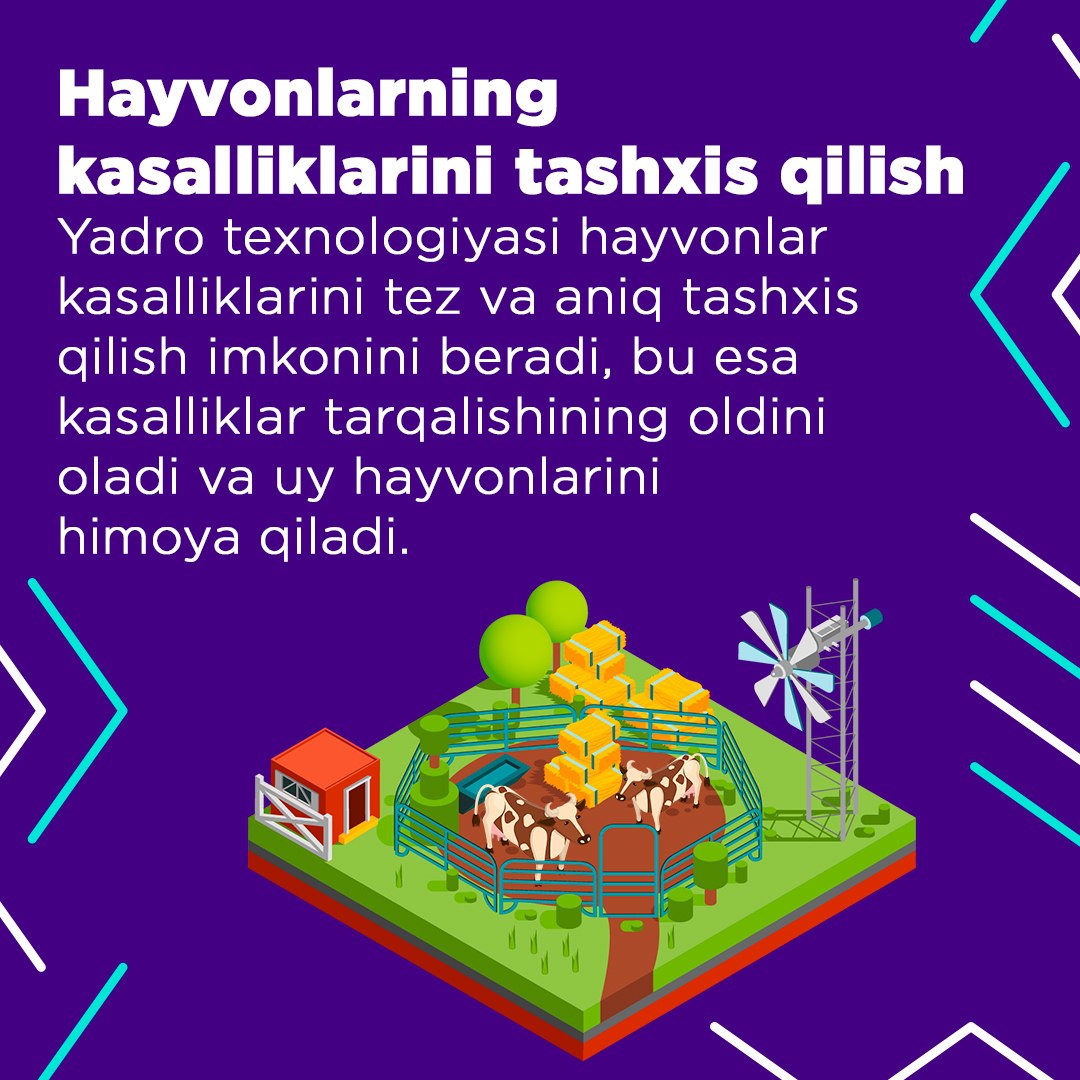 Hayvonlarning
kasalliklarini tashxis qilish
Yadro texnologiyasi hayvonlar
kasalliklarini tez va aniq tashxis
qilish imkonini beradi, bu esa
kasalliklar tarqalishining oldini
oladi va uy hayvonlarini
himoya qiladi.